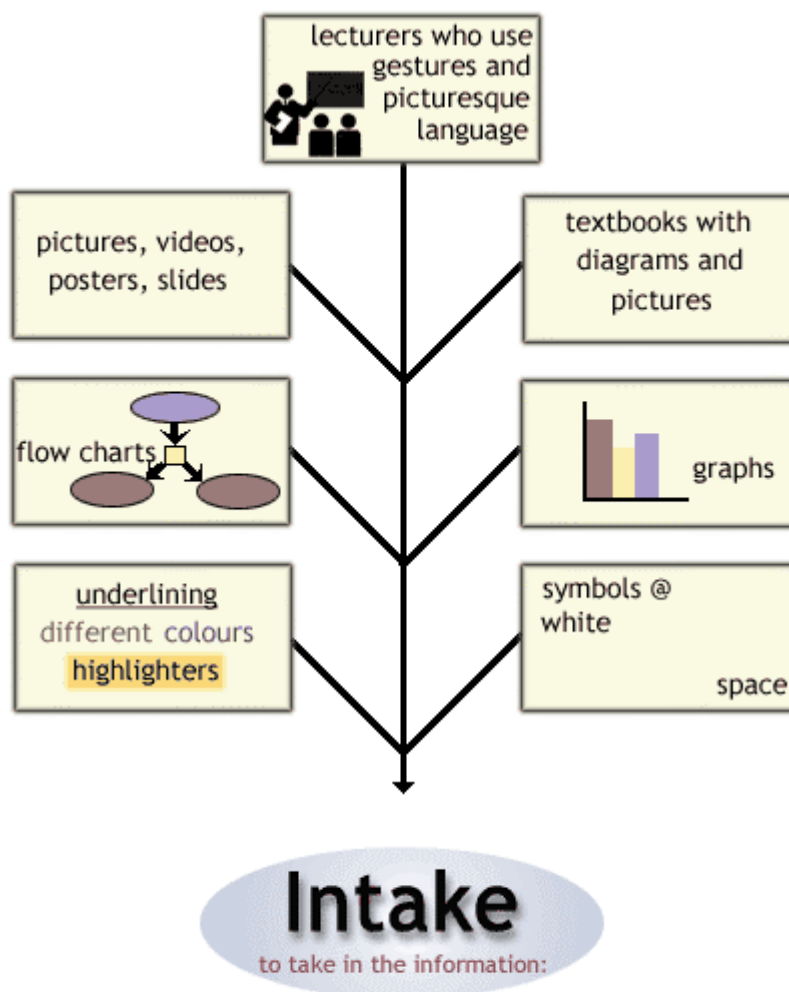 lecturers who use
gestures and
picturesque
language
pictures, videos,
posters, slides
textbooks with
diagrams and
pictures
flow charts
graphs
underlining
different colours
highlighters
symbols @
white
space
Intake
to take in the information: